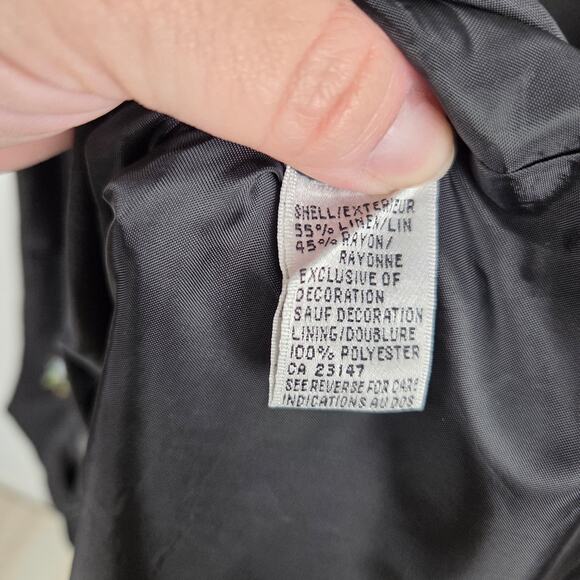 SHELL/EXTERIEUR
55% LINEN/LIN
45% RAYON/
RAYONNE
EXCLUSIVE OF
DECORATION
SAUF DECORATION
LINING/DOUBLURE
100% POLYESTER
CA 23147
SEE REVERSE FOR CARE
INDICATIONS AU DOS